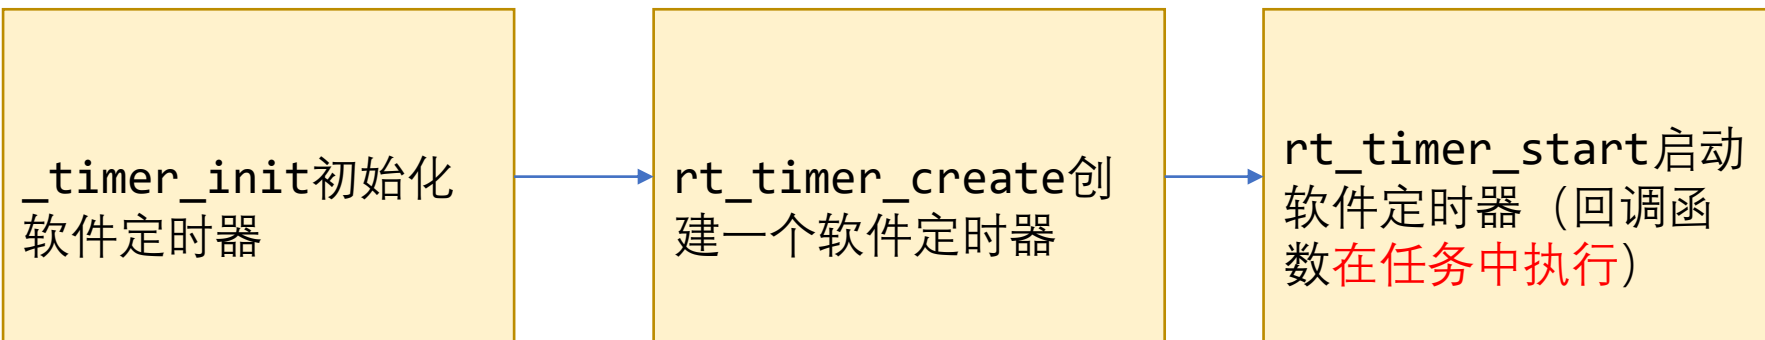 _timer_init初始化
软件定时器
rt_timer_create创
建一个软件定时器
rt_timer_start启动
软件定时器（回调函
数在任务中执行）